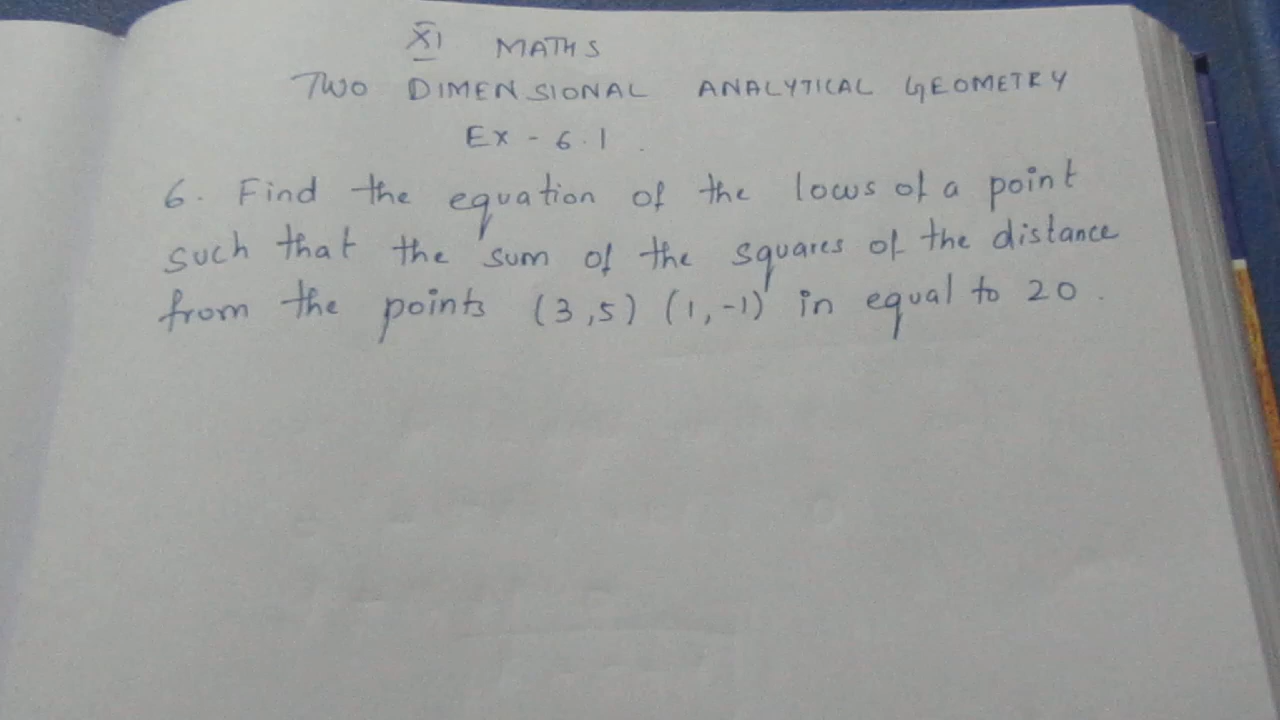 XI MATHS
TWO DIMENSIONAL ANALYTICAL GEOMETRY
Ex - 6.1.
6. Find the equation of the locus of a point
such that the sum of the squares of the distance
from the points (3,5) (1,-1) in equal to 20.